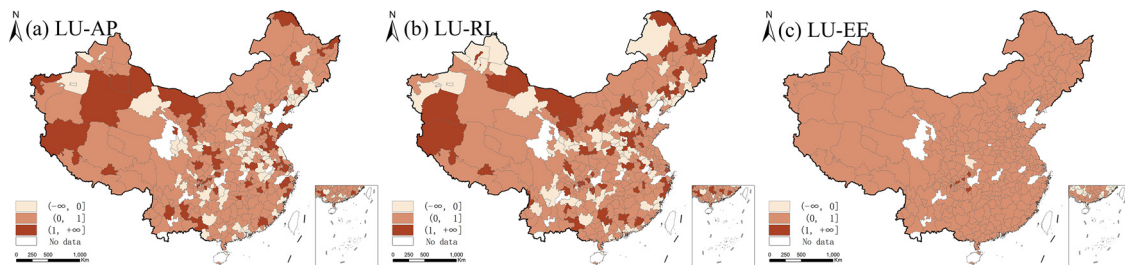 N
(a) LU-AP
(-∞, 0]
(0, 1]
(1, +∞]
No data
0 250 500 1,000
Km
N
(b) LU-RL
(-∞, 0]
(0, 1]
(1, +∞]
No data
0 250 500 1,000
Km
N
(c) LU-EE
(-∞, 0]
(0, 1]
(1, +∞]
No data
0 250 500 1,000
Km